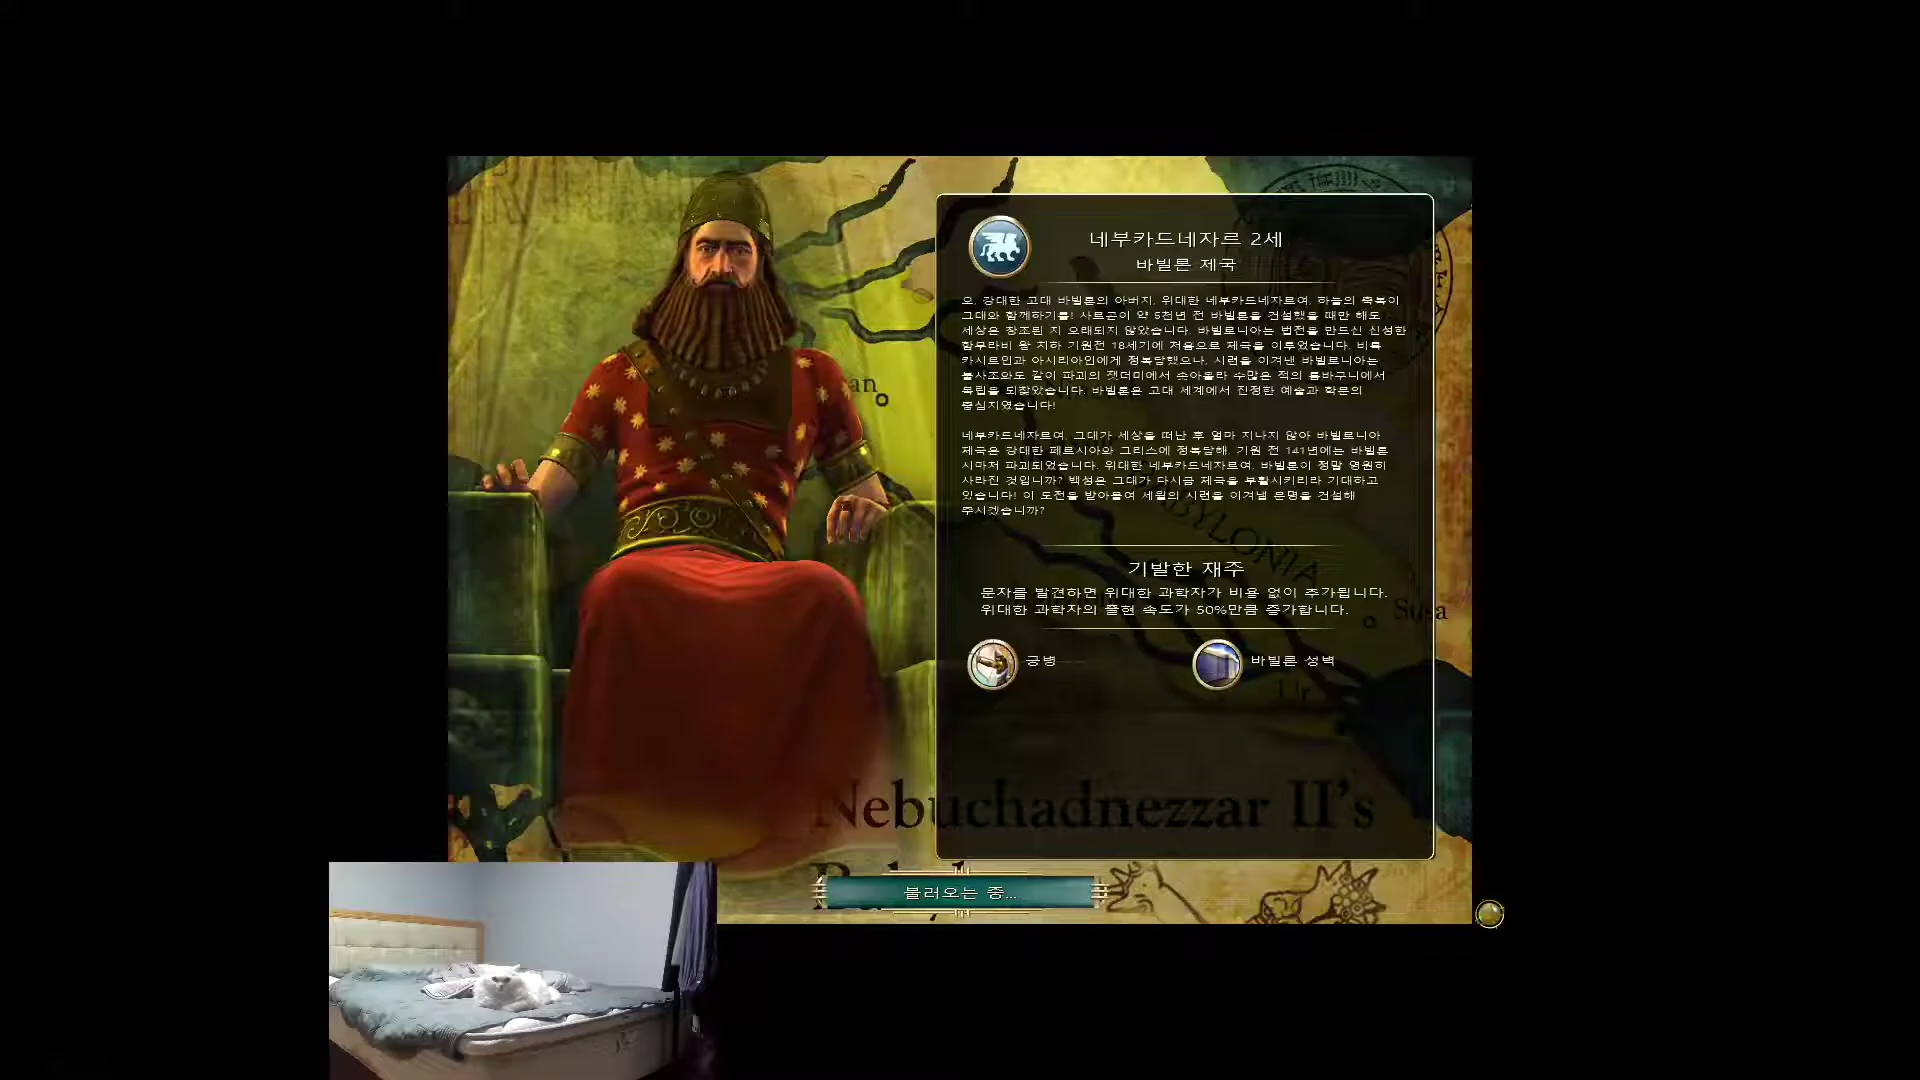 네부카드네자르 2세
바빌론 제국
오, 강대한 고대 바빌론의 아버지, 위대한 네부카드네자르여, 하늘의 축복이
그대와 함께하기를! 사르곤이 약 5천년 전 바빌론을 건설했을 때만 해도
세상은 창조된 지 오래되지 않았습니다. 바빌로니아는 법전을 만드신 신성한
함무라비 왕 치하 기원전 18세기에 처음으로 제국을 이루었습니다. 비록
카시트인과 아시리아인에게 정복당했으나, 시련을 이겨낸 바빌로니아는
불사조와도 같이 파괴의 잿더미에서 솟아올라 수많은 적의 틈바구니에서
독립을 되찾았습니다. 바빌론은 고대 세계에서 진정한 예술과 학문의
중심지였습니다!
네부카드네자르여, 그대가 세상을 떠난 후 얼마 지나지 않아 바빌로니아
제국은 강대한 페르시아와 그리스에 정복당해, 기원 전 141년에는 바빌론
시마저 파괴되었습니다. 위대한 네부카드네자르여, 바빌론이 정말 영원히
사라진 것입니까? 백성은 그대가 다시금 제국을 부활시키리라 기대하고
있습니다! 이 도전을 받아들여 세월의 시련을 이겨낼 문명을 건설해
주시겠습니까?
BABYLONIA
기발한 재주
문자를 발견하면 위대한 과학자가 비용 없이 추가됩니다.
위대한 과학자의 출현 속도가 50%만큼 증가합니다.
Susa
궁병
바빌론 성벽
Ur
Nebuchadnezzar II's
불러오는 중...